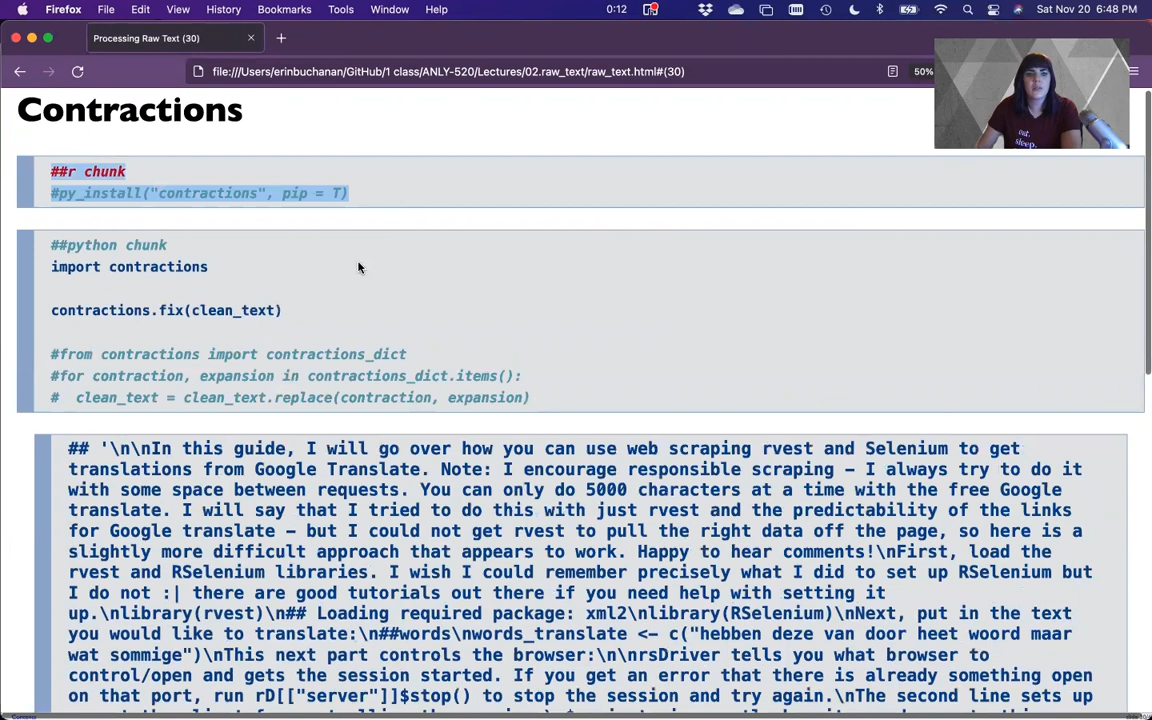 Firefox File Edit View History Bookmarks Tools Window Help 0:12 Sat Nov 20 6:48 PM
Processing Raw Text (30)
file:///Users/erinbuchanan/GitHub/1 class/ANLY-520/Lectures/02.raw_text/raw_text.html#(30) 50%
Contractions
eat.
sleep.
##r chunk
#py_install("contractions", pip = T)
##python chunk
import contractions
contractions.fix(clean_text)
#from contractions import contractions_dict
#for contraction, expansion in contractions_dict.items():
#  clean_text = clean_text.replace(contraction, expansion)
## '\n\nIn this guide, I will go over how you can use web scraping rvest and Selenium to get
translations from Google Translate. Note: I encourage responsible scraping – I always try to do it
with some space between requests. You can only do 5000 characters at a time with the free Google
translate. I will say that I tried to do this with just rvest and the predictability of the links
for Google translate – but I could not get rvest to pull the right data off the page, so here is a
slightly more difficult approach that appears to work. Happy to hear comments!\nFirst, load the
rvest and RSelenium libraries. I wish I could remember precisely what I did to set up RSelenium but
I do not :| there are good tutorials out there if you need help with setting it
up.\nlibrary(rvest)\n## Loading required package: xml2\nlibrary(RSelenium)\nNext, put in the text
you would like to translate:\n##words\nwords_translate <- c("hebben deze van door heet woord maar
wat sommige")\nThis next part controls the browser:\n\nrsDriver tells you what browser to
control/open and gets the session started. If you get an error that there is already something open
on that port, run rD[["server"]]$stop() to stop the session and try again.\nThe second line sets up